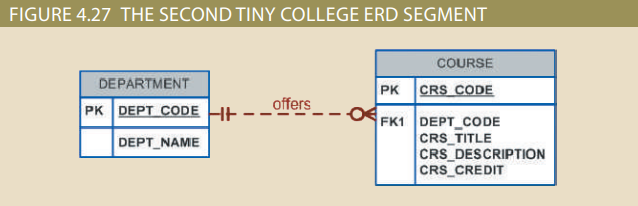 FIGURE 4.27 THE SECOND TINY COLLEGE ERD SEGMENT
DEPARTMENT
PK DEPT_CODE
DEPT_NAME
offers
COURSE
PK CRS_CODE
FK1 DEPT_CODE
CRS_TITLE
CRS_DESCRIPTION
CRS_CREDIT